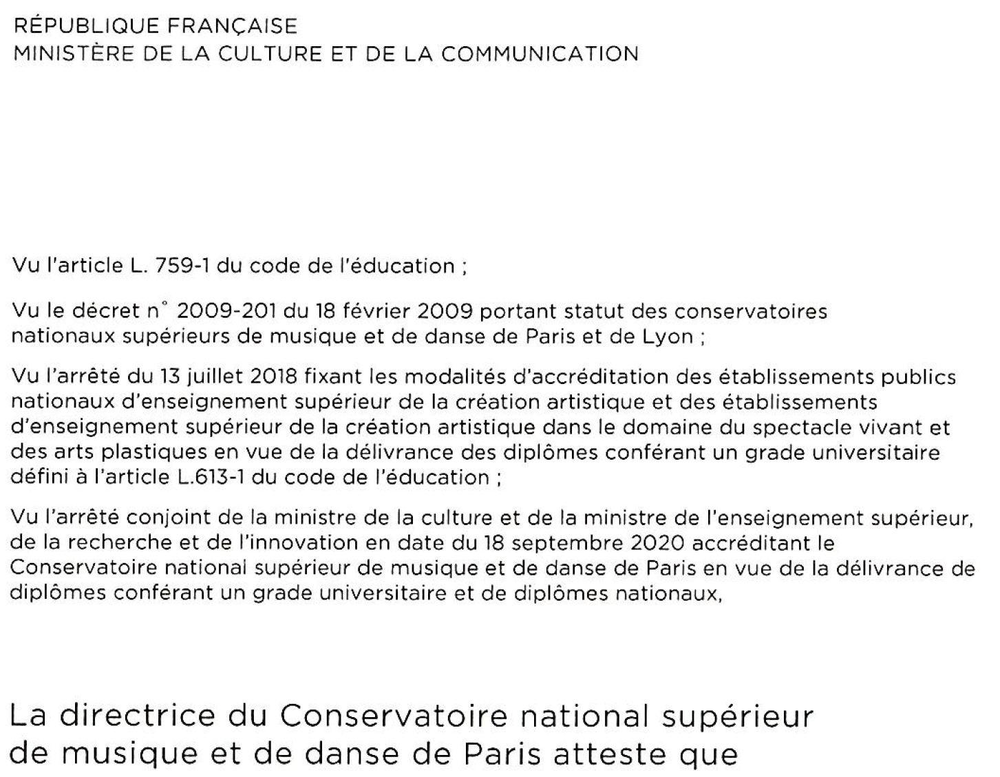 RÉPUBLIQUE FRANÇAISE
MINISTÈRE DE LA CULTURE ET DE LA COMMUNICATION
Vu l'article L. 759-1 du code de l'éducation ;
Vu le décret n° 2009-201 du 18 février 2009 portant statut des conservatoires
nationaux supérieurs de musique et de danse de Paris et de Lyon ;
Vu l'arrêté du 13 juillet 2018 fixant les modalités d'accréditation des établissements publics
nationaux d'enseignement supérieur de la création artistique et des établissements
d'enseignement supérieur de la création artistique dans le domaine du spectacle vivant et
des arts plastiques en vue de la délivrance des diplômes conférant un grade universitaire
défini à l'article L.613-1 du code de l'éducation ;
Vu l'arrêté conjoint de la ministre de la culture et de la ministre de l'enseignement supérieur,
de la recherche et de l'innovation en date du 18 septembre 2020 accréditant le
Conservatoire national supérieur de musique et de danse de Paris en vue de la délivrance de
diplômes conférant un grade universitaire et de diplômes nationaux,
La directrice du Conservatoire national supérieur
de musique et de danse de Paris atteste que